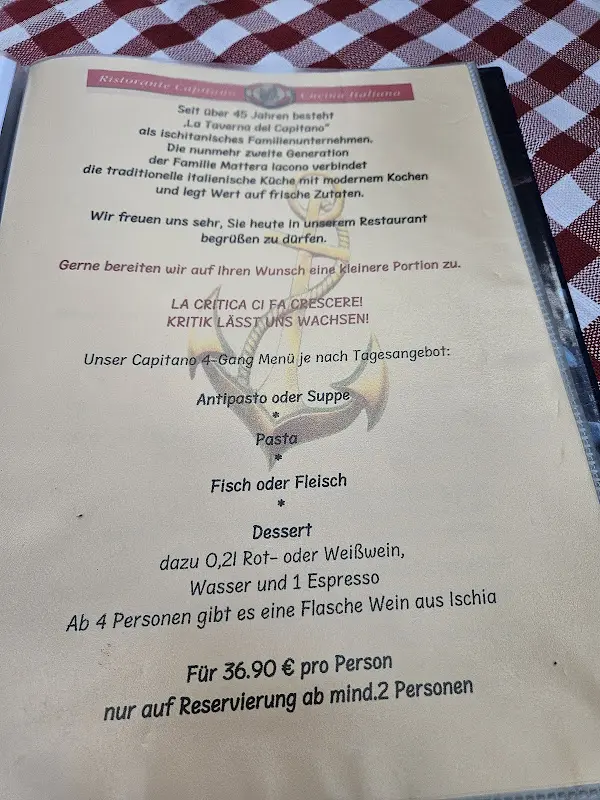 Ristorante Capitano Cucina Italiana
Seit über 45 Jahren besteht
„La Taverna del Capitano"
als ischitanisches Familienunternehmen.
Die nunmehr zweite Generation
der Familie Mattera Iacono verbindet
die traditionelle italienische Küche mit modernem Kochen
und legt Wert auf frische Zutaten.
Wir freuen uns sehr, Sie heute in unserem Restaurant
begrüßen zu dürfen.
Gerne bereiten wir auf Ihren Wunsch eine kleinere Portion zu.
LA CRITICA CI FA CRESCERE!
KRITIK LÄSST UNS WACHSEN!
Unser Capitano 4-Gang Menü je nach Tagesangebot:
Antipasto oder Suppe
*
Pasta
*
Fisch oder Fleisch
*
Dessert
dazu 0,2l Rot- oder Weißwein,
Wasser und 1 Espresso
Ab 4 Personen gibt es eine Flasche Wein aus Ischia
Für 36.90 € pro Person
nur auf Reservierung ab mind.2 Personen